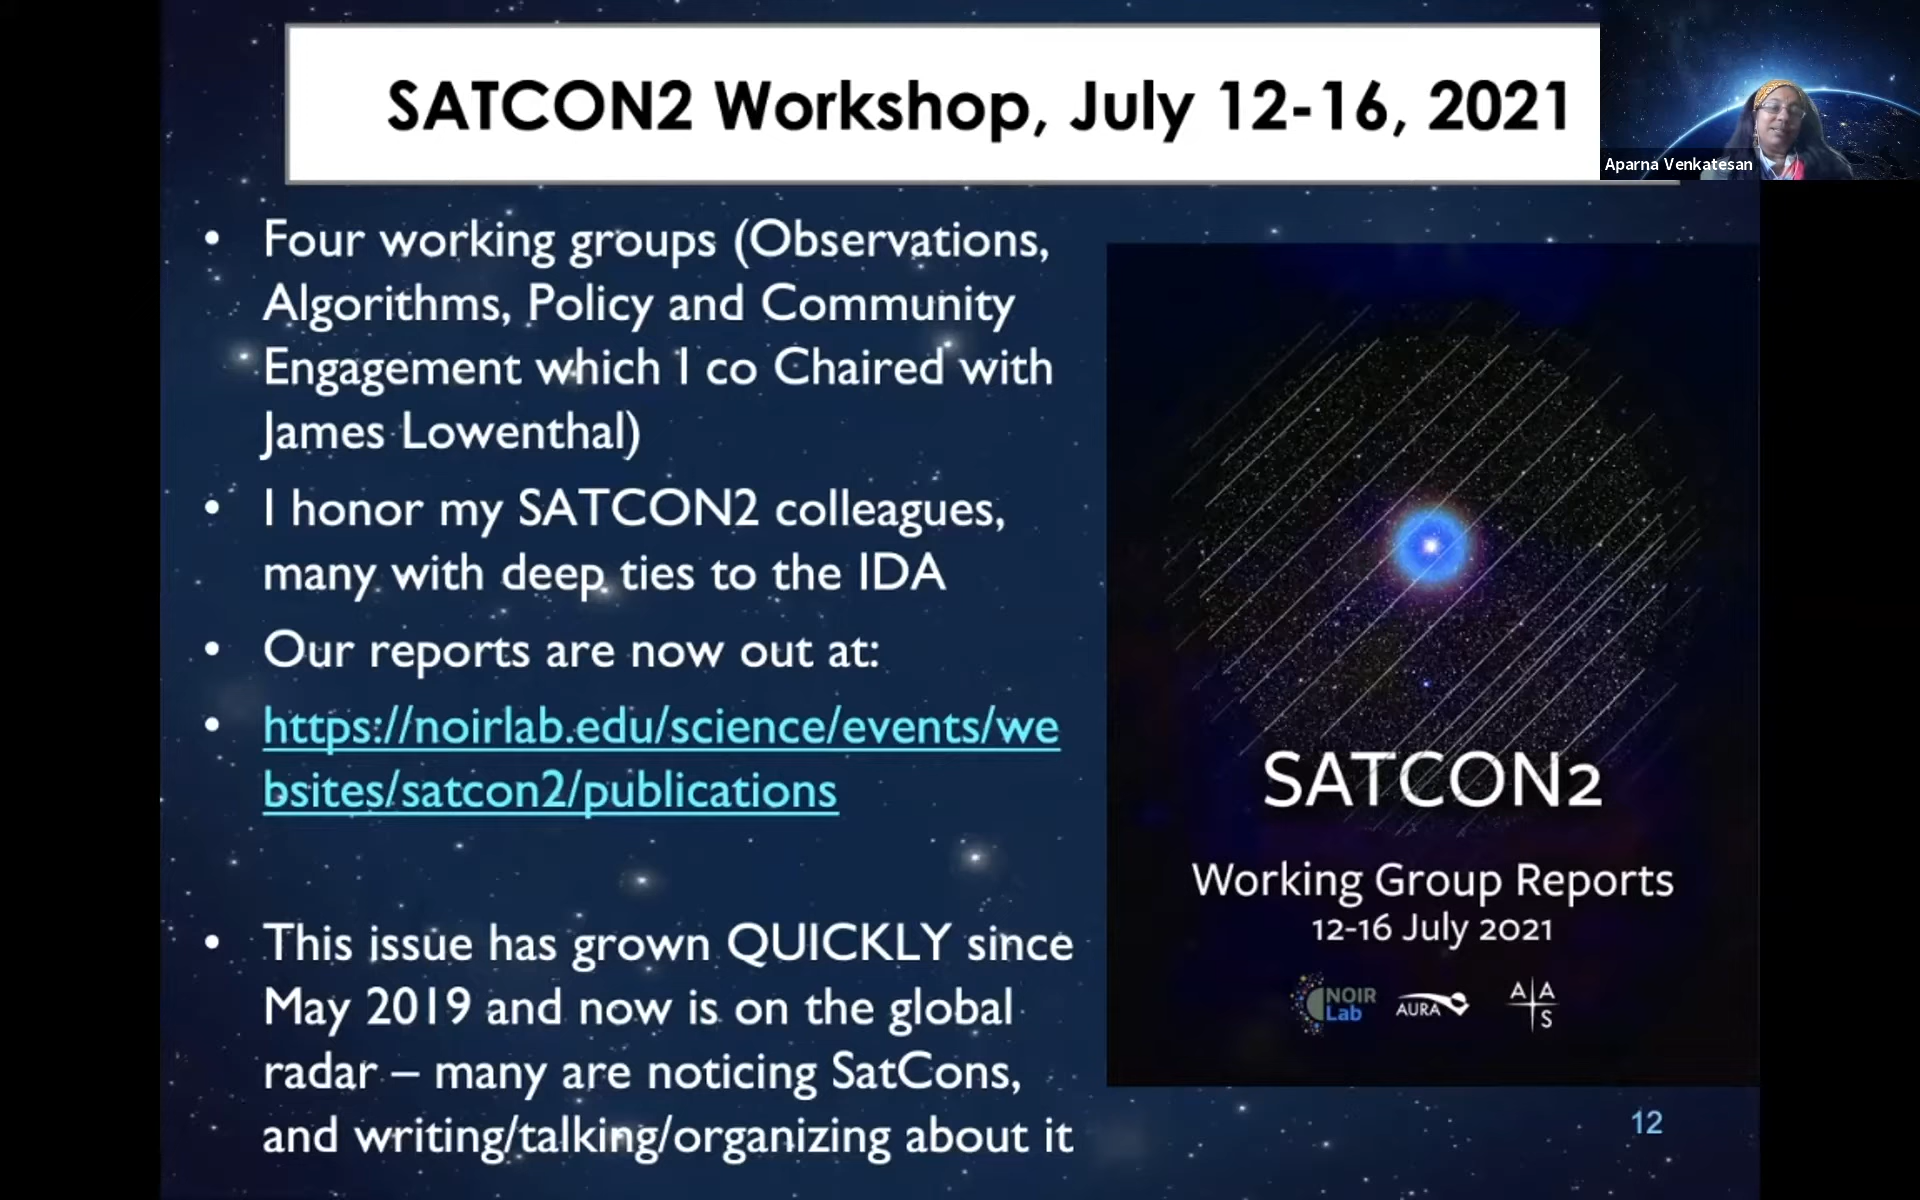 SATCON2 Workshop, July 12-16, 2021
Aparna Venkatesan
• Four working groups (Observations,
Algorithms, Policy and Community
Engagement which I co Chaired with
James Lowenthal)
• I honor my SATCON2 colleagues,
many with deep ties to the IDA
• Our reports are now out at:
• https://noirlab.edu/science/events/we
bsites/satcon2/publications
• This issue has grown QUICKLY since
May 2019 and now is on the global
radar – many are noticing SatCons,
and writing/talking/organizing about it
SATCON2
Working Group Reports
12-16 July 2021
NOIR
Lab
AURA
A A
S
12